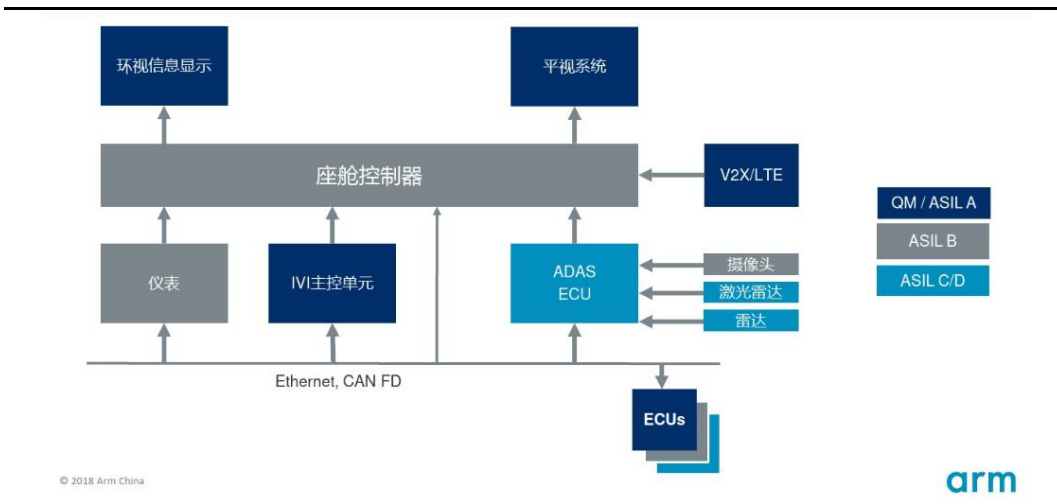 环视信息显示
平视系统
座舱控制器
V2X/LTE
QM / ASIL A
ASIL B
ASIL C/D
仪表
IVI主控单元
ADAS
ECU
摄像头
激光雷达
雷达
Ethernet, CAN FD
ECUs
© 2018 Arm China
arm